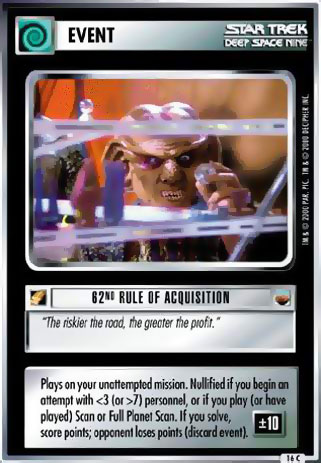 EVENT
STAR TREK
DEEP SPACE NINE
TM & © 2000 PAR. PIC. TM & © 2000 DECIPHER INC.
62ND RULE OF ACQUISITION
"The riskier the road, the greater the profit."
Plays on your unattempted mission. Nullified if you begin an
attempt with <3 (or >7) personnel, or if you play (or have
played) Scan or Full Planet Scan. If you solve,
score points; opponent loses points (discard event).
±10
16 C